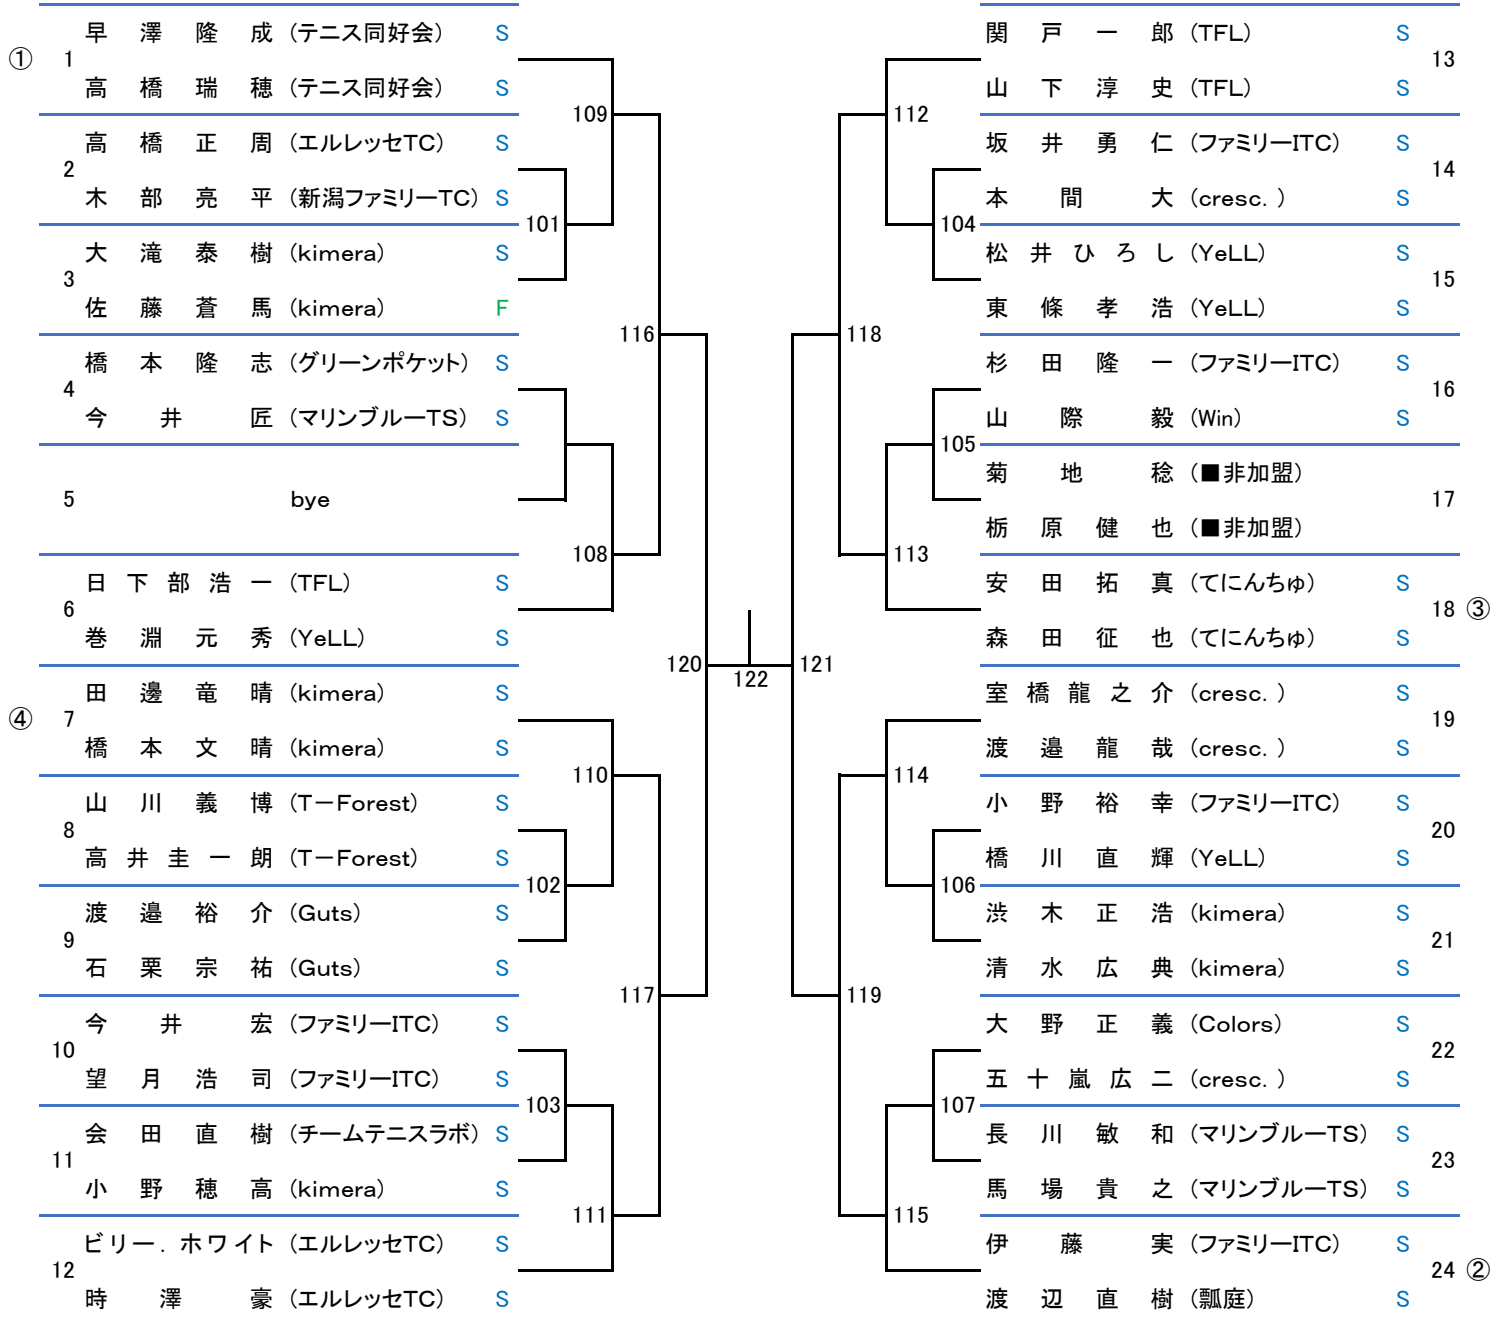 早澤隆成 (テニス同好会) S
① 1
高橋瑞穂 (テニス同好会) S
109
高橋正周 (エルレッセTC) S
2
木部亮平 (新潟ファミリーTC) S
101
大滝泰樹 (kimera) S
3
佐藤蒼馬 (kimera) F
116
橋本隆志 (グリーンポケット) S
4
今井匠 (マリンブルーTS) S
5 bye
108
日下部浩一 (TFL) S
6
巻淵元秀 (YeLL) S
120
122
田邊竜晴 (kimera) S
④ 7
橋本文晴 (kimera) S
110
山川義博 (T－Forest) S
8
高井圭一朗 (T－Forest) S
102
渡邉裕介 (Guts) S
9
石栗宗祐 (Guts) S
117
今井宏 (ファミリーITC) S
10
望月浩司 (ファミリーITC) S
103
会田直樹 (チームテニスラボ) S
11
小野穂高 (kimera) S
111
ビリー．ホワイト (エルレッセTC) S
12
時澤豪 (エルレッセTC) S
関戸一郎 (TFL) S
13
山下淳史 (TFL) S
112
坂井勇仁 (ファミリーITC) S
14
本間大 (cresc．) S
104
松井ひろし (YeLL) S
15
東條孝浩 (YeLL) S
118
杉田隆一 (ファミリーITC) S
16
山際毅 (Win) S
105
菊地稔 (■非加盟)
17
栃原健也 (■非加盟)
113
安田拓真 (てにんちゅ) S
18 ③
森田征也 (てにんちゅ) S
121
室橋龍之介 (cresc．) S
19
渡邉龍哉 (cresc．) S
114
小野裕幸 (ファミリーITC) S
20
橋川直輝 (YeLL) S
106
渋木正浩 (kimera) S
21
清水広典 (kimera) S
119
大野正義 (Colors) S
22
五十嵐広二 (cresc．) S
107
長川敏和 (マリンブルーTS) S
23
馬場貴之 (マリンブルーTS) S
115
伊藤実 (ファミリーITC) S
24 ②
渡辺直樹 (瓢庭) S